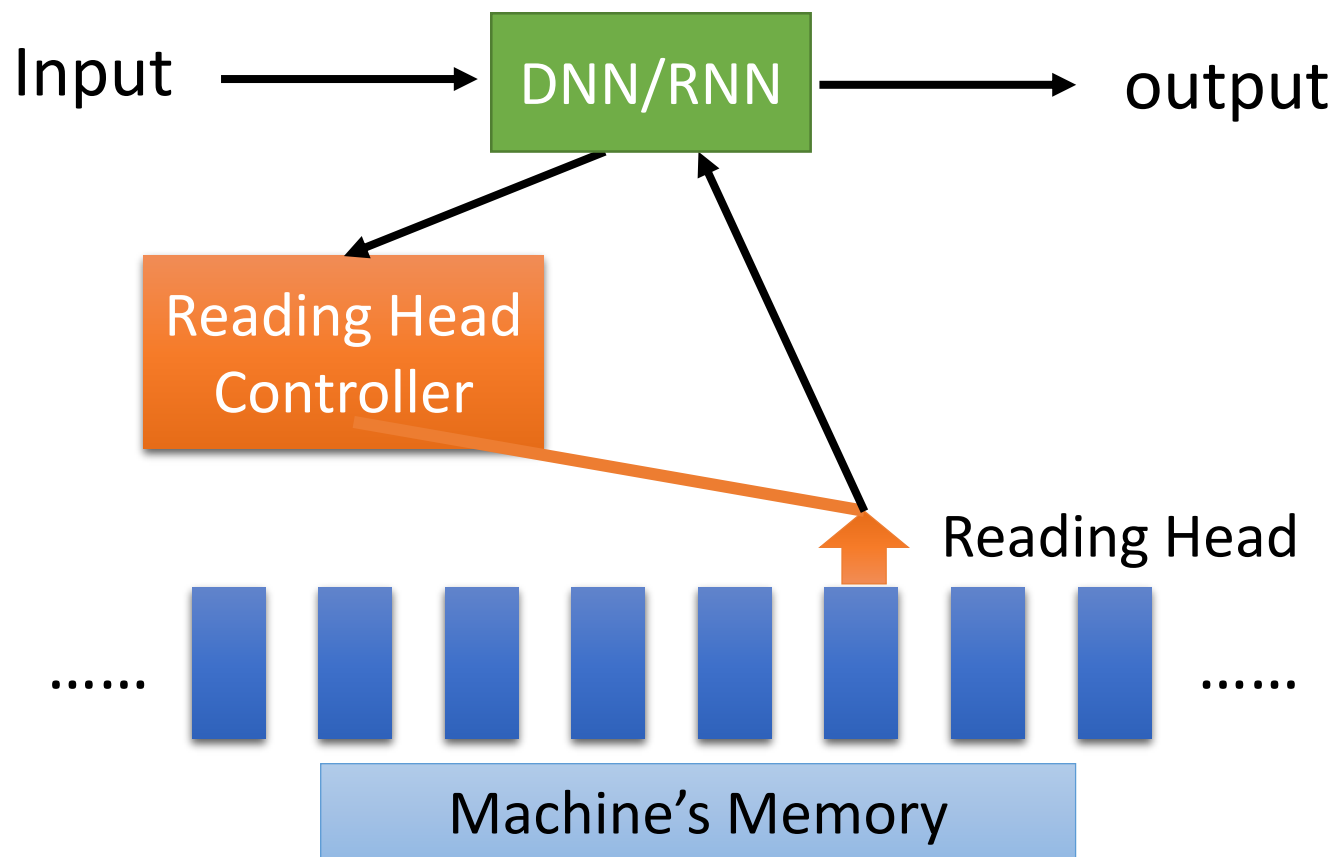 Input
DNN/RNN
output
Reading Head
Controller
Reading Head
……
……
Machine’s Memory